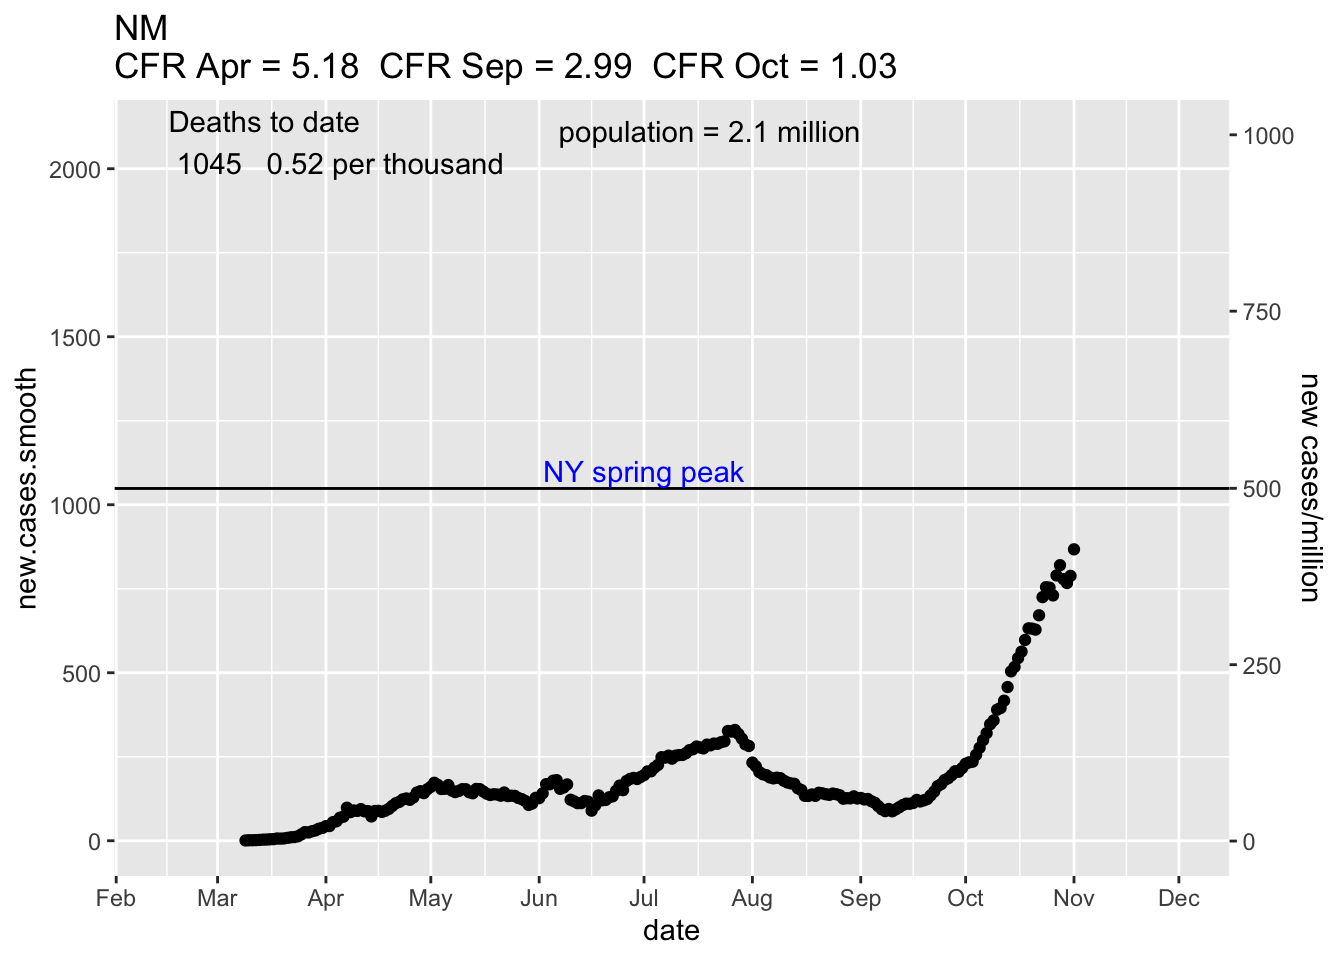 NM
CFR Apr = 5.18  CFR Sep = 2.99  CFR Oct = 1.03
Deaths to date
1045   0.52 per thousand
population = 2.1 million
NY spring peak
new.cases.smooth
2000
1500
1000
500
0
new cases/million
1000
750
500
250
0
Feb Mar Apr May Jun Jul Aug Sep Oct Nov Dec
date